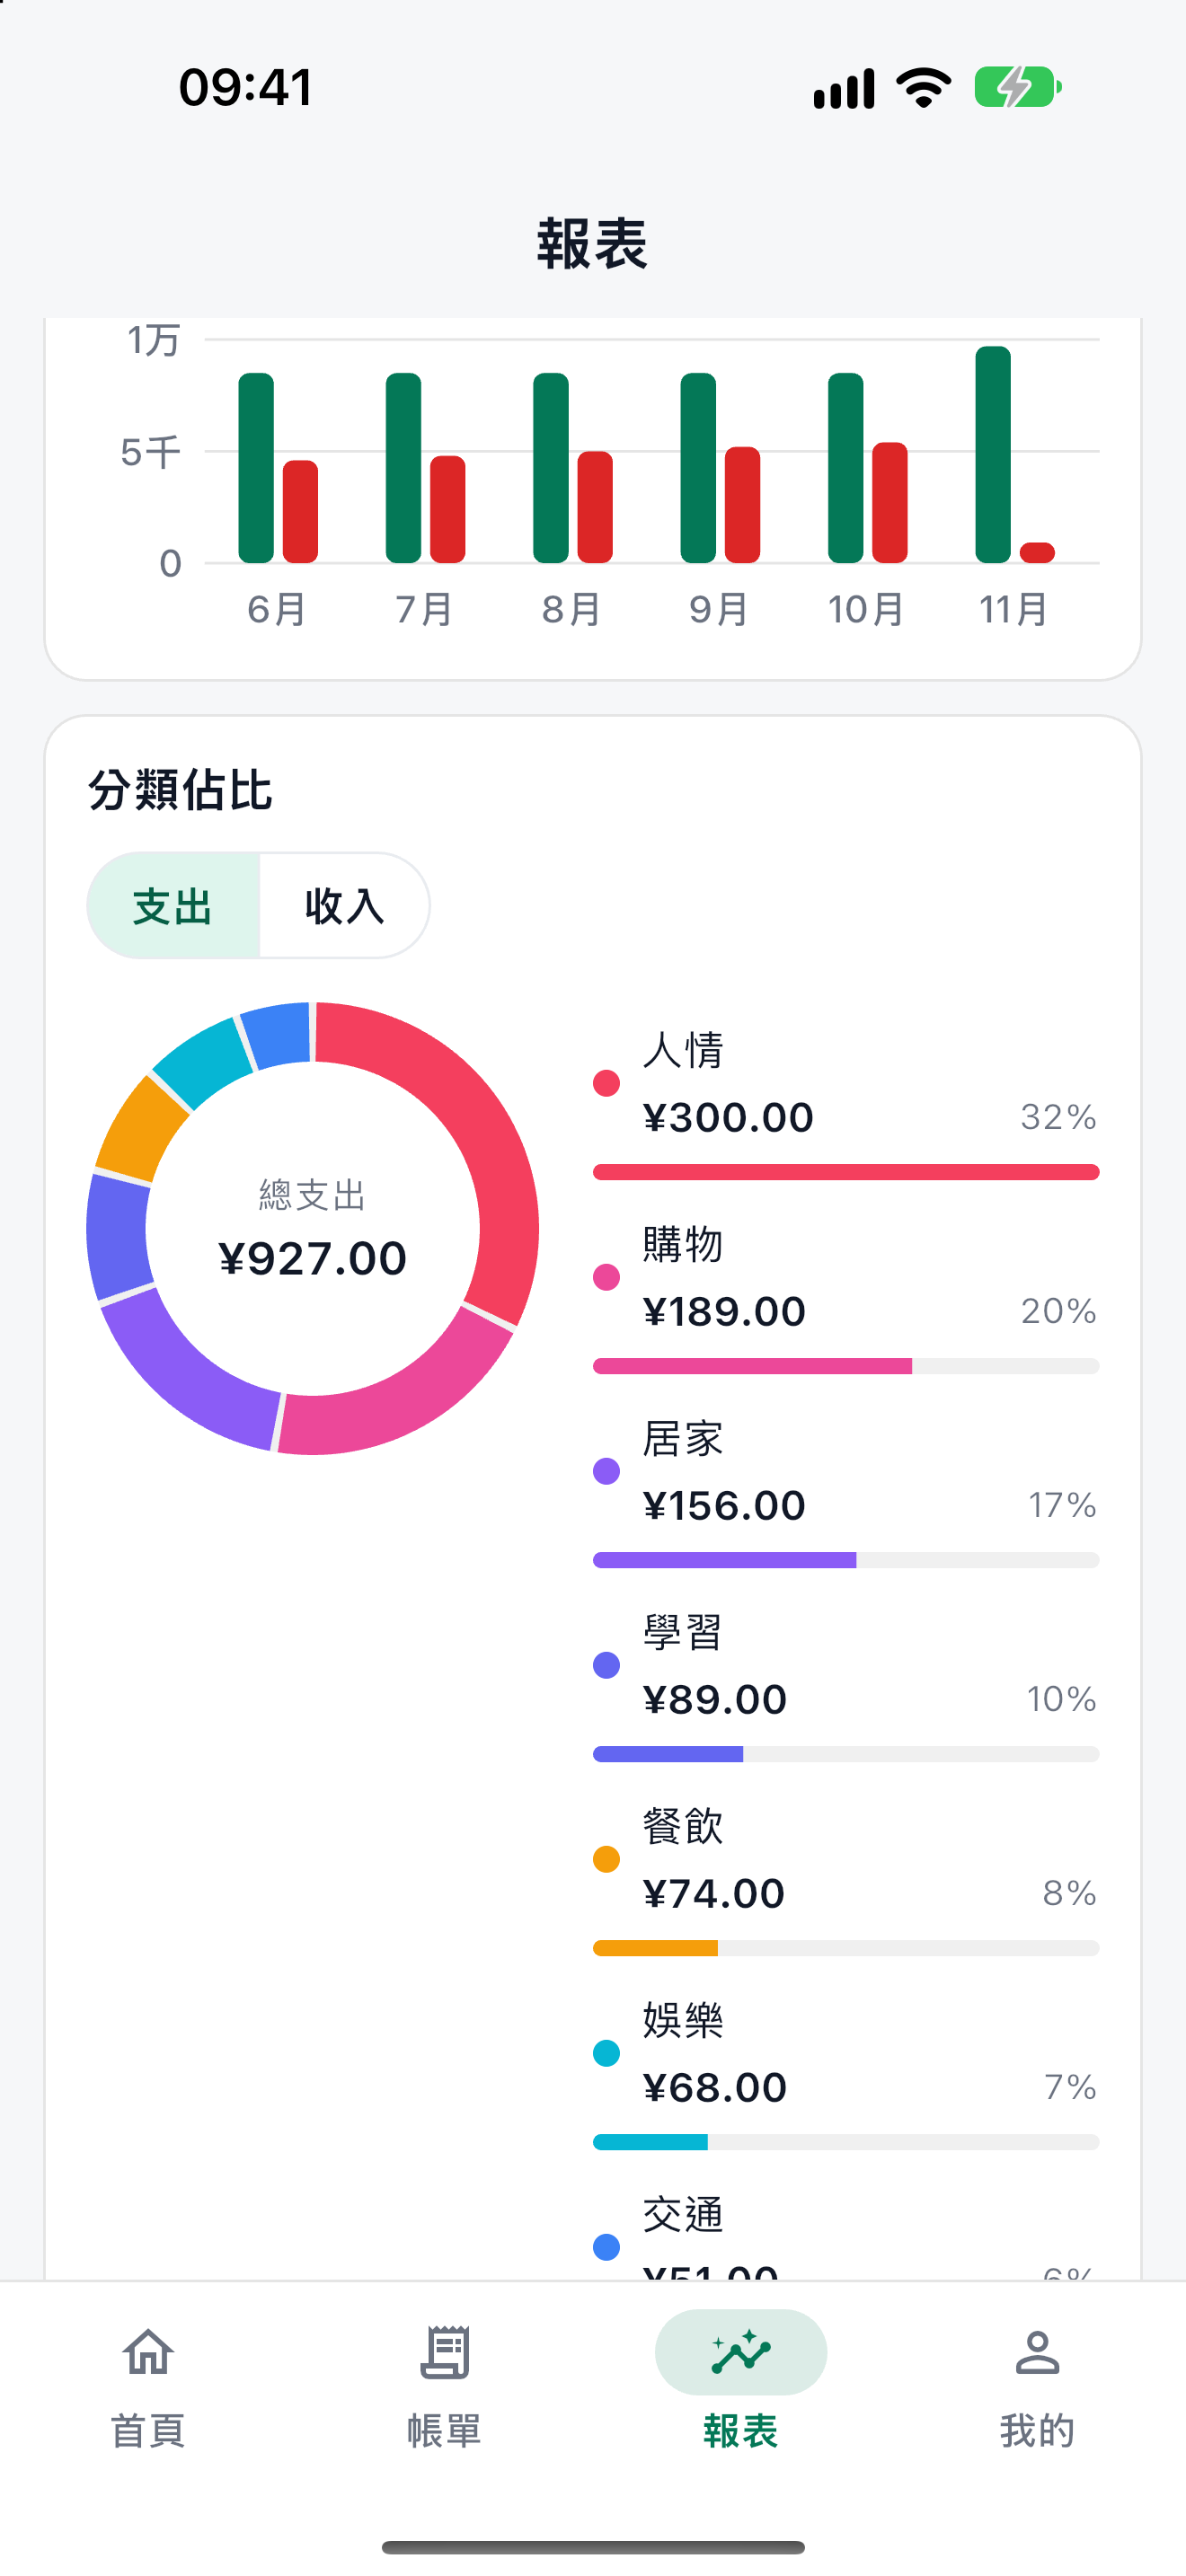 09:41
報表
1万
5千
0
6月 7月 8月 9月 10月 11月
分類佔比
支出 收入
總支出
¥927.00
人情
¥300.00 32%
購物
¥189.00 20%
居家
¥156.00 17%
學習
¥89.00 10%
餐飲
¥74.00 8%
娛樂
¥68.00 7%
交通
¥51.00 6%
首頁 帳單 報表 我的